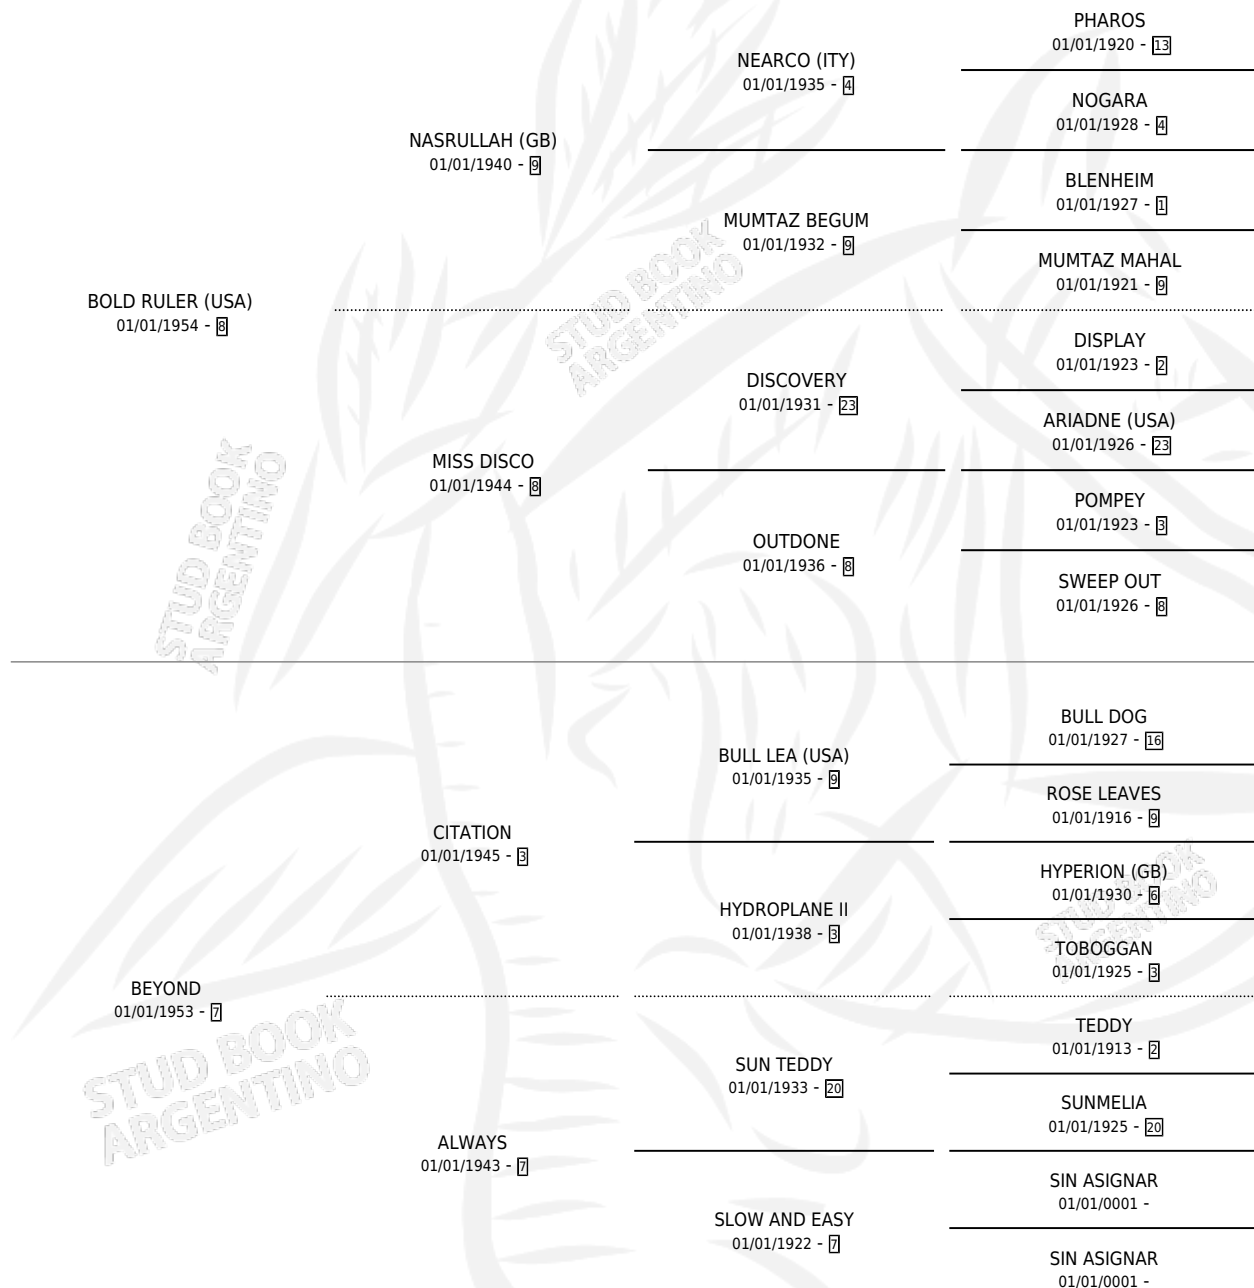 PHAROS
01/01/1920 - 13
NEARCO (ITY)
01/01/1935 - 4
NOGARA
01/01/1928 - 4
NASRULLAH (GB)
01/01/1940 - 9
BLENHEIM
01/01/1927 - 1
MUMTAZ BEGUM
01/01/1932 - 9
MUMTAZ MAHAL
01/01/1921 - 9
BOLD RULER (USA)
01/01/1954 - 8
DISPLAY
01/01/1923 - 2
DISCOVERY
01/01/1931 - 23
ARIADNE (USA)
01/01/1926 - 23
MISS DISCO
01/01/1944 - 8
POMPEY
01/01/1923 - 3
OUTDONE
01/01/1936 - 8
SWEEP OUT
01/01/1926 - 8
BULL DOG
01/01/1927 - 16
BULL LEA (USA)
01/01/1935 - 9
ROSE LEAVES
01/01/1916 - 9
CITATION
01/01/1945 - 3
HYPERION (GB)
01/01/1930 - 6
HYDROPLANE II
01/01/1938 - 3
TOBOGGAN
01/01/1925 - 3
BEYOND
01/01/1953 - 7
TEDDY
01/01/1913 - 2
SUN TEDDY
01/01/1933 - 20
SUNMELIA
01/01/1925 - 20
ALWAYS
01/01/1943 - 7
SIN ASIGNAR
01/01/0001 -
SLOW AND EASY
01/01/1922 - 7
SIN ASIGNAR
01/01/0001 -
STUD BOOK
ARGENTINO
STUD BOOK
ARGENTINO
STUD BOOK
ARGENTINO
STUD BOOK
ARGENTINO